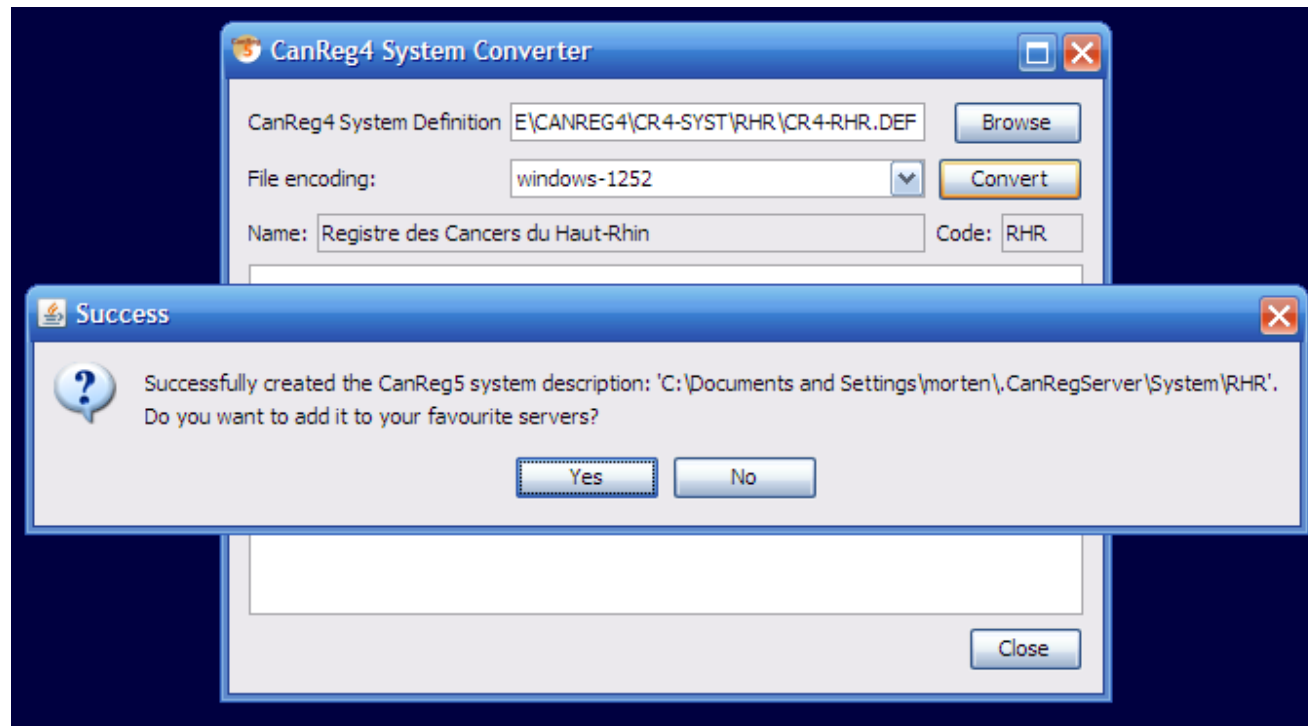 CanReg4 System Converter
CanReg4 System Definition E\CANREG4\CR4-SYST\RHR\CR4-RHR.DEF Browse
File encoding: windows-1252 Convert
Name: Registre des Cancers du Haut-Rhin Code: RHR
Success
Successfully created the CanReg5 system description: 'C:\Documents and Settings\morten\.CanRegServer\System\RHR'.
Do you want to add it to your favourite servers?
Yes No
Close